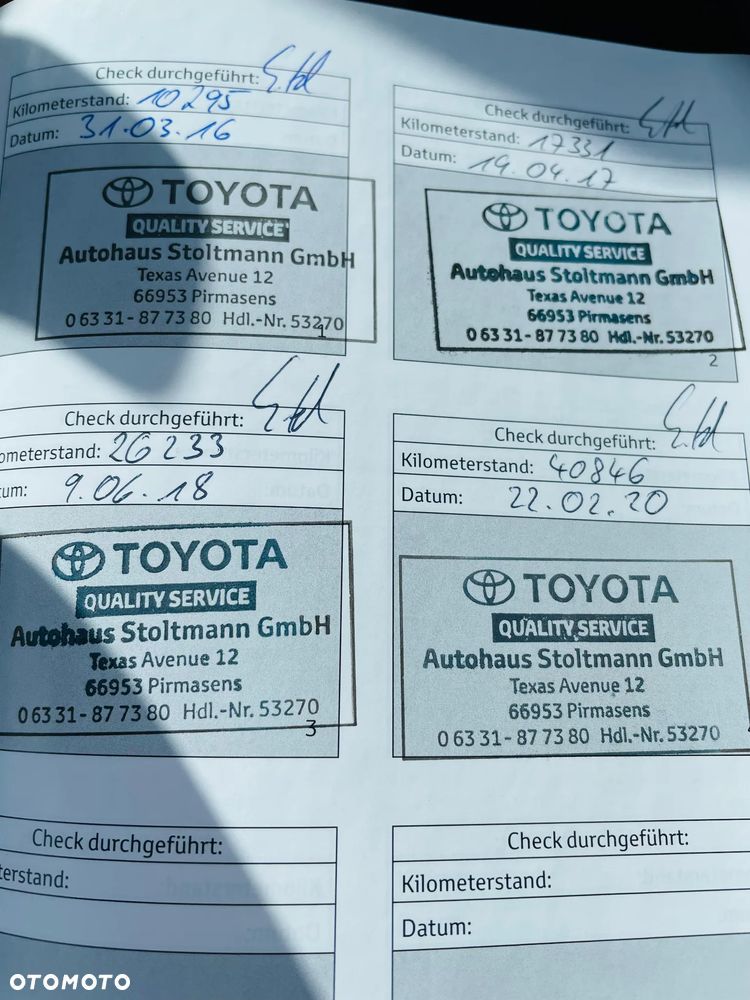 Check durchgeführt:
Kilometerstand: 10295
Datum: 31.03.16
TOYOTA
QUALITY SERVICE
Autohaus Stoltmann GmbH
Texas Avenue 12
66953 Pirmasens
0 63 31 - 87 73 80 Hdl.-Nr. 53270
1
Check durchgeführt:
Kilometerstand: 17331
Datum: 19.04.17
TOYOTA
QUALITY SERVICE
Autohaus Stoltmann GmbH
Texas Avenue 12
66953 Pirmasens
0 63 31 - 87 73 80 Hdl.-Nr. 53270
2
Check durchgeführt:
ometerstand: 26233
um: 9.06.18
TOYOTA
QUALITY SERVICE
Autohaus Stoltmann GmbH
Texas Avenue 12
66953 Pirmasens
0 63 31 - 87 73 80 Hdl.-Nr. 53270
3
Check durchgeführt:
Kilometerstand: 40846
Datum: 22.02.20
TOYOTA
QUALITY SERVICE
Autohaus Stoltmann GmbH
Texas Avenue 12
66953 Pirmasens
0 63 31 - 87 73 80 Hdl.-Nr. 53270
Check durchgeführt:
terstand:
Check durchgeführt:
Kilometerstand:
Datum:
OTOMOTO